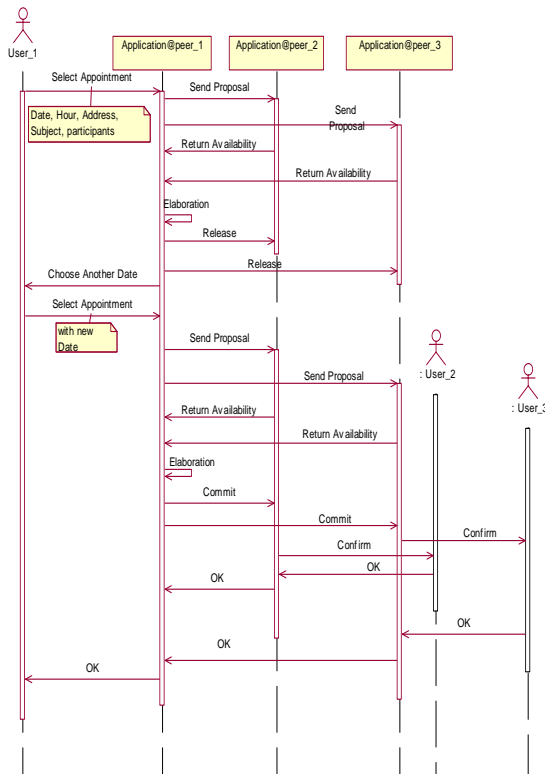 User_1
Application@peer_1
Application@peer_2
Application@peer_3
Select Appointment
Date, Hour, Address,
Subject, participants
Send Proposal
Send
Proposal
Return Availability
Return Availability
Elaboration
Release
Release
Choose Another Date
Select Appointment
with new
Date
Send Proposal
: User_2
Send Proposal
: User_3
Return Availability
Return Availability
Elaboration
Commit
Commit
Confirm
Confirm
OK
OK
OK
OK
OK